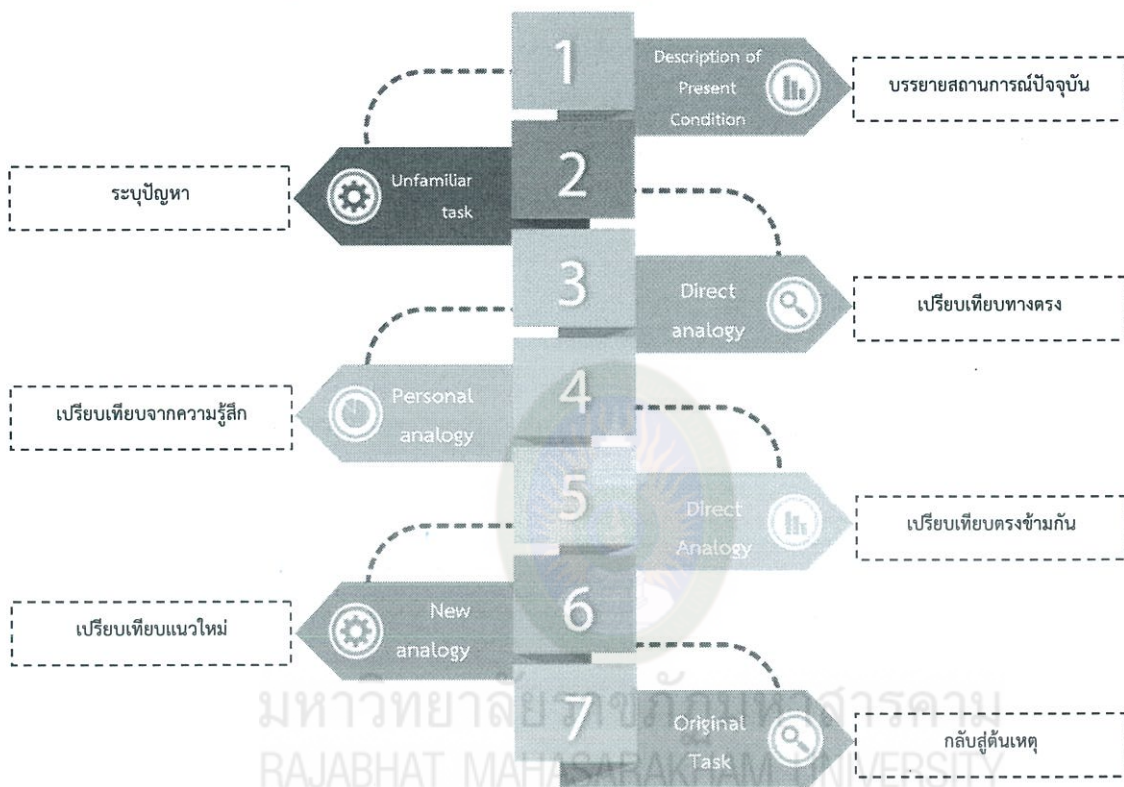 1
Description of
Present
Condition
บรรยายสถานการณ์ปัจจุบัน
2
Unfamiliar
task
ระบุปัญหา
3
Direct
analogy
เปรียบเทียบทางตรง
4
Personal
analogy
เปรียบเทียบจากความรู้สึก
5
Direct
Analogy
เปรียบเทียบตรงข้ามกัน
6
New
analogy
เปรียบเทียบแนวใหม่
7
Original
Task
กลับสู่ต้นเหตุ
มหาวิทยาลัยราชภัฏมหาสารคาม
RAJABHAT MAHASARAKHAM UNIVERSITY